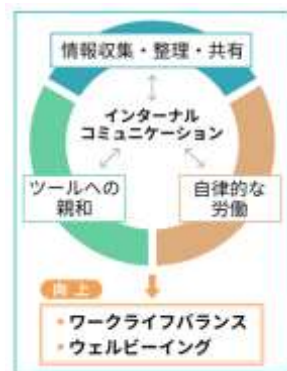 情報収集・整理・共有
インターナル
コミュニケーション
ツールへの
親和
自律的な
労働
向上
・ワークライフバランス
・ウェルビーイング